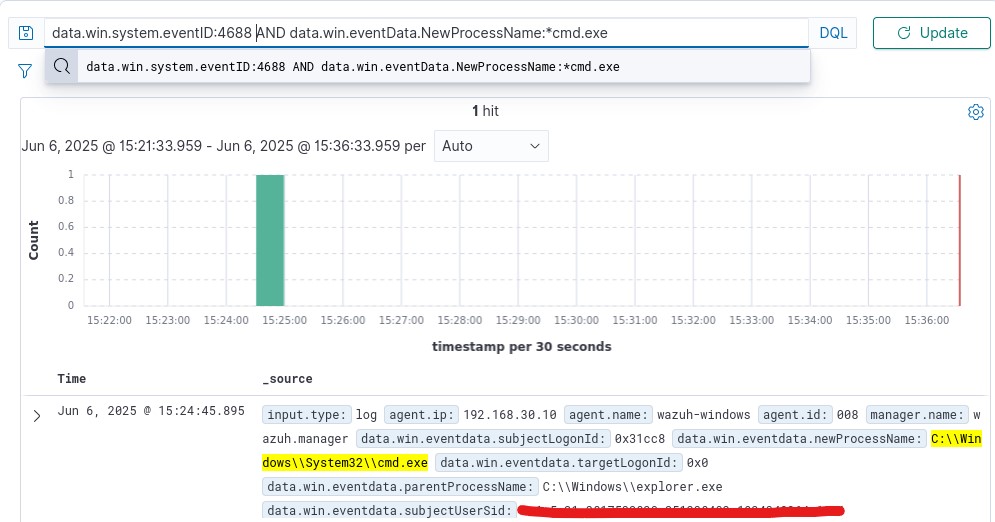 data.win.system.eventID:4688 AND data.win.eventData.NewProcessName:*cmd.exe
DQL
Update
data.win.system.eventID:4688 AND data.win.eventData.NewProcessName:*cmd.exe
1 hit
Jun 6, 2025 @ 15:21:33.959 - Jun 6, 2025 @ 15:36:33.959 per
Auto
1
0.8
0.6
0.4
0.2
0
Count
15:22:00 15:23:00 15:24:00 15:25:00 15:26:00 15:27:00 15:28:00 15:29:00 15:30:00 15:31:00 15:32:00 15:33:00 15:34:00 15:35:00 15:36:00
timestamp per 30 seconds
Time _source
Jun 6, 2025 @ 15:24:45.895
input.type: log agent.ip: 192.168.30.10 agent.name: wazuh-windows agent.id: 008 manager.name: w
azuh.manager data.win.eventdata.subjectLogonId: 0x31cc8 data.win.eventdata.newProcessName: C:\\Win
dows\\System32\\cmd.exe data.win.eventdata.targetLogonId: 0x0
data.win.eventdata.parentProcessName: C:\\Windows\\explorer.exe
data.win.eventdata.subjectUserSid: